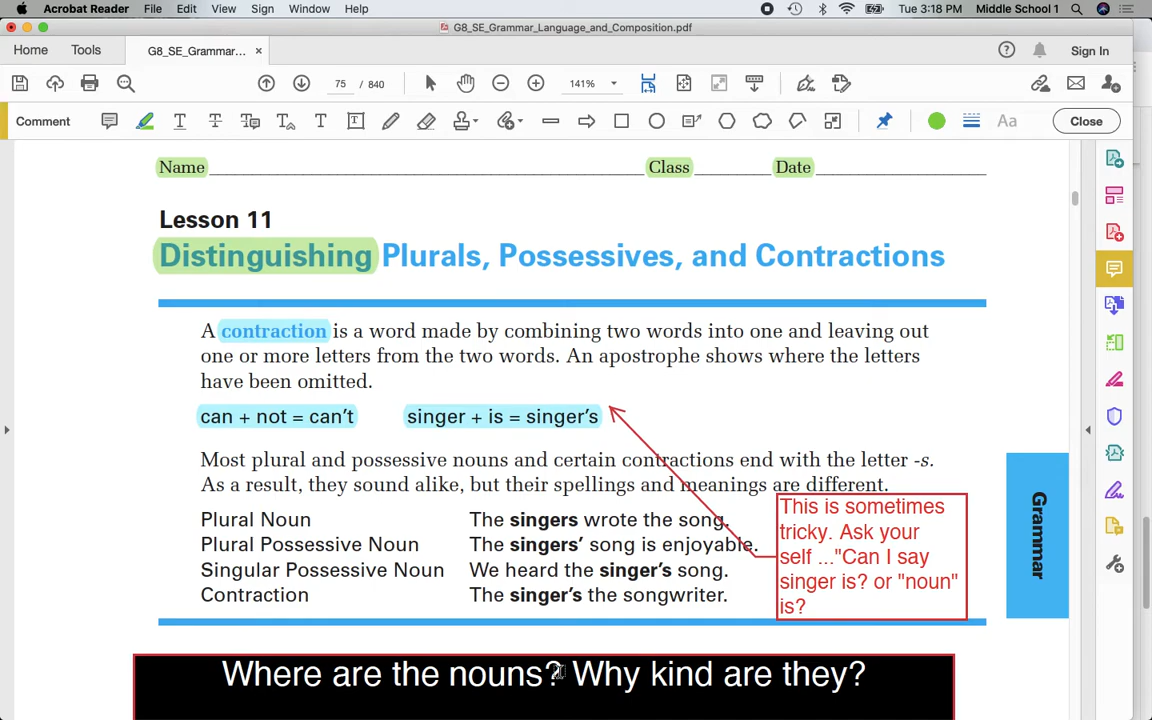 Acrobat Reader File Edit View Sign Window Help Tue 3:18 PM Middle School 1
G8_SE_Grammar_Language_and_Composition.pdf
Home Tools G8_SE_Grammar... × Sign In
75 / 840 141%
Comment Aa Close
Name Class Date
Lesson 11
Distinguishing Plurals, Possessives, and Contractions
A contraction is a word made by combining two words into one and leaving out
one or more letters from the two words. An apostrophe shows where the letters
have been omitted.
can + not = can't singer + is = singer's
Most plural and possessive nouns and certain contractions end with the letter -s.
As a result, they sound alike, but their spellings and meanings are different.
Plural Noun The singers wrote the song.
Plural Possessive Noun The singers' song is enjoyable.
Singular Possessive Noun We heard the singer's song.
Contraction The singer's the songwriter.
This is sometimes
tricky. Ask your
self ..."Can I say
singer is? or "noun"
is?
Grammar
Where are the nouns? Why kind are they?